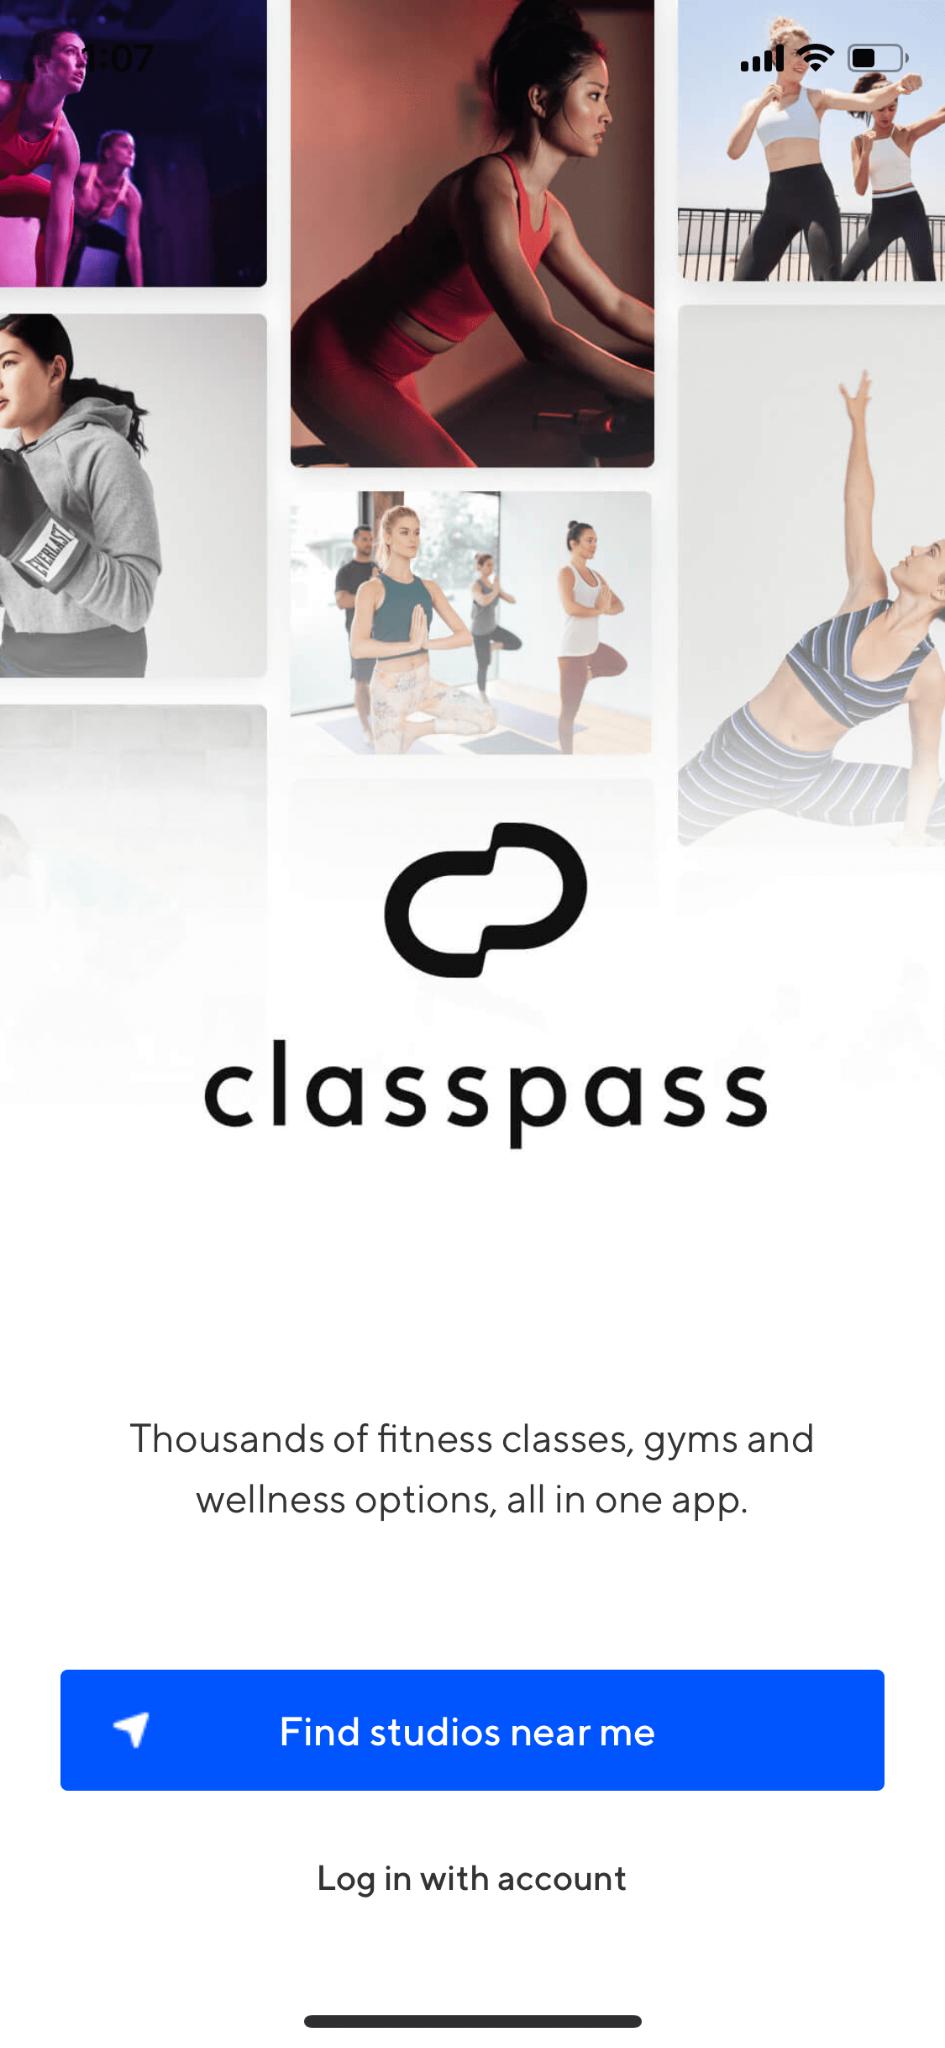 1:07
EVERLAST
classpass
Thousands of fitness classes, gyms and
wellness options, all in one app.
Find studios near me
Log in with account